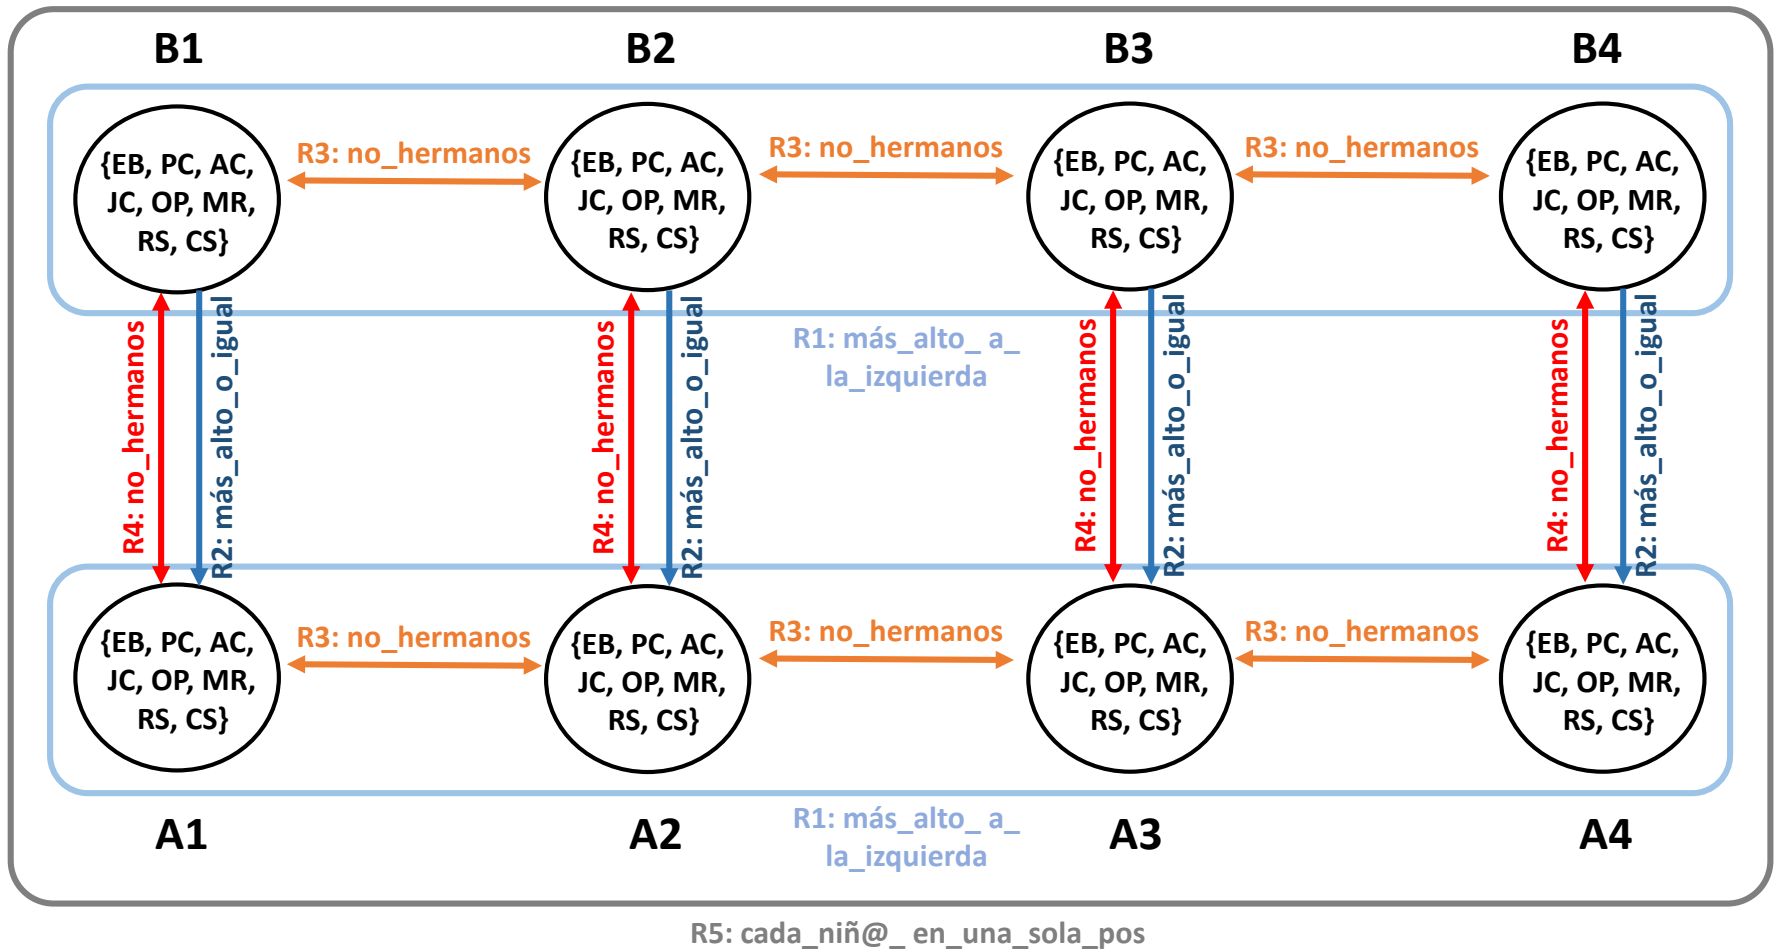 B1 B2 B3 B4
{EB, PC, AC,
JC, OP, MR,
RS, CS}
R3: no_hermanos
{EB, PC, AC,
JC, OP, MR,
RS, CS}
R3: no_hermanos
{EB, PC, AC,
JC, OP, MR,
RS, CS}
R3: no_hermanos
{EB, PC, AC,
JC, OP, MR,
RS, CS}
R4: no_hermanos
R2: más_alto_o_igual
R4: no_hermanos
R2: más_alto_o_igual
R1: más_alto_ a_
la_izquierda
R4: no_hermanos
R2: más_alto_o_igual
R4: no_hermanos
R2: más_alto_o_igual
{EB, PC, AC,
JC, OP, MR,
RS, CS}
R3: no_hermanos
{EB, PC, AC,
JC, OP, MR,
RS, CS}
R3: no_hermanos
{EB, PC, AC,
JC, OP, MR,
RS, CS}
R3: no_hermanos
{EB, PC, AC,
JC, OP, MR,
RS, CS}
A1 A2 A3 A4
R1: más_alto_ a_
la_izquierda
R5: cada_niñ@_ en_una_sola_pos